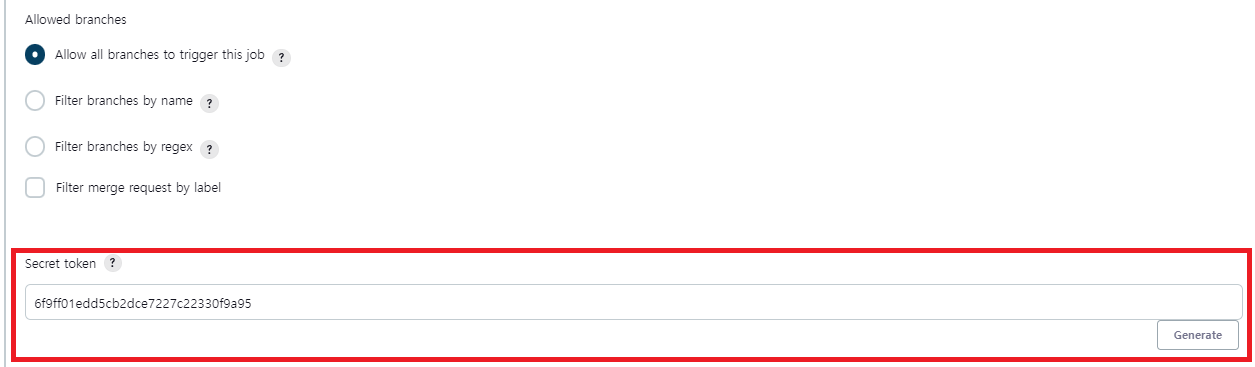 Allowed branches
Allow all branches to trigger this job ?
Filter branches by name ?
Filter branches by regex ?
Filter merge request by label
Secret token ?
6f9ff01edd5cb2dce7227c22330f9a95
Generate